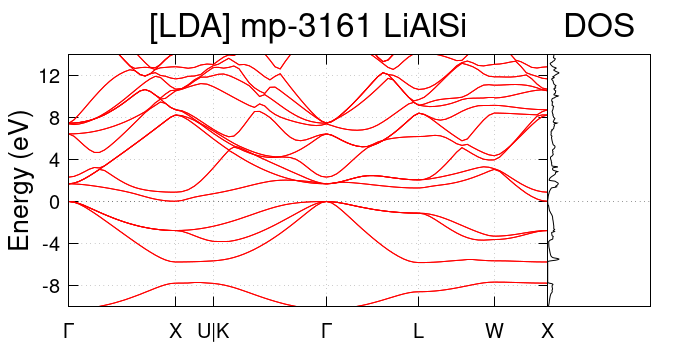 [LDA] mp-3161 LiAlSi DOS
Energy (eV)
12
8
4
0
-4
-8
Γ X U|K Γ L W X